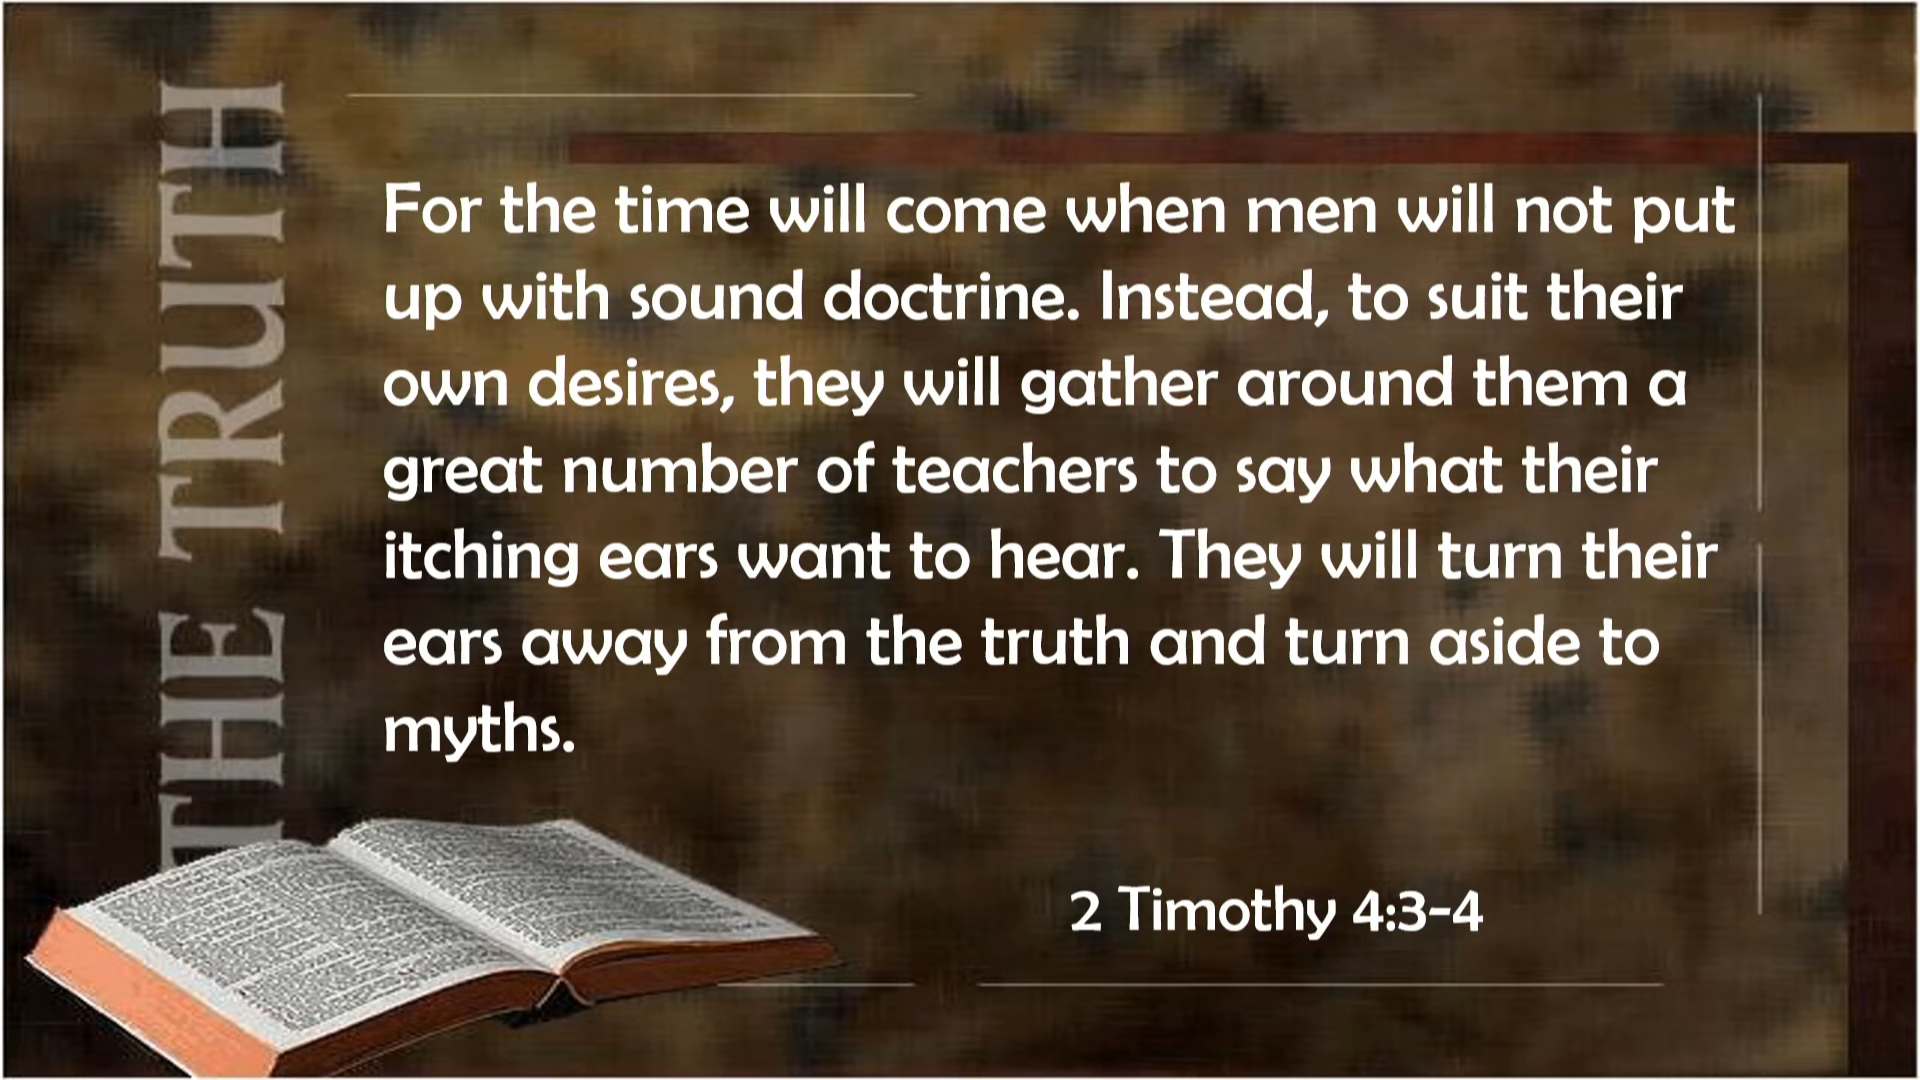 THE TRUTH
For the time will come when men will not put
up with sound doctrine. Instead, to suit their
own desires, they will gather around them a
great number of teachers to say what their
itching ears want to hear. They will turn their
ears away from the truth and turn aside to
myths.
2 Timothy 4:3-4